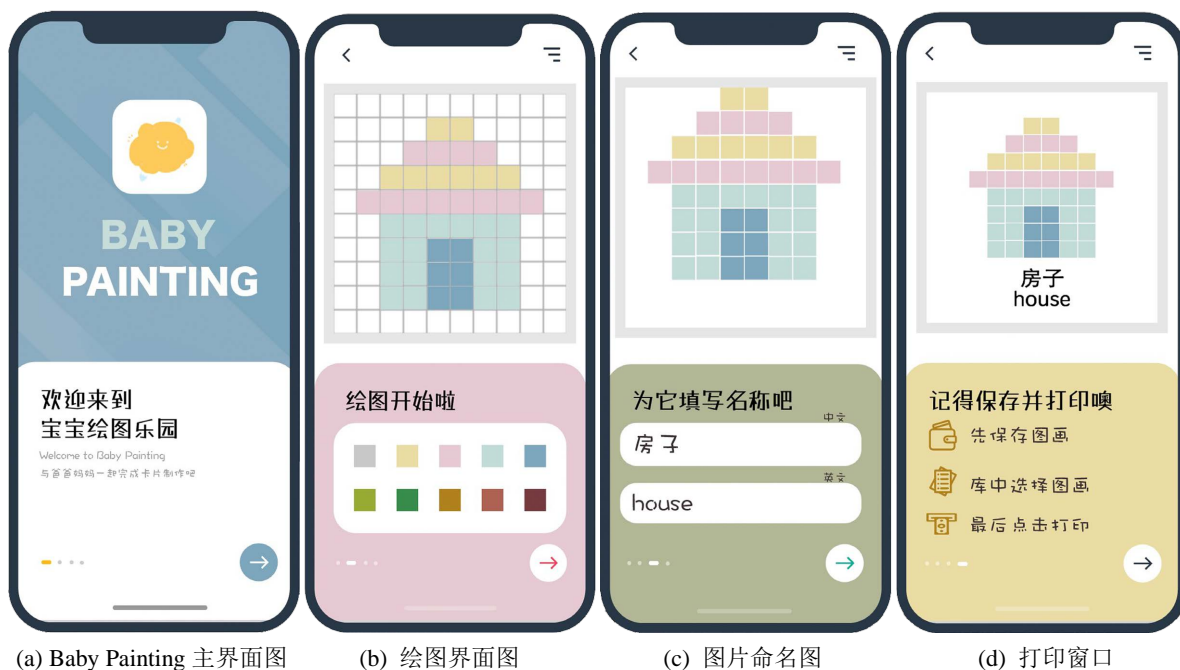 BABY
PAINTING
欢迎来到
宝宝绘图乐园
Welcome to Baby Painting
与爸爸妈妈一起完成卡片制作吧
绘图开始啦
为它填写名称吧
中文
房子
英文
house
房子
house
记得保存并打印噢
先保存图画
库中选择图画
最后点击打印
(a) Baby Painting 主界面图
(b) 绘图界面图
(c) 图片命名图
(d) 打印窗口